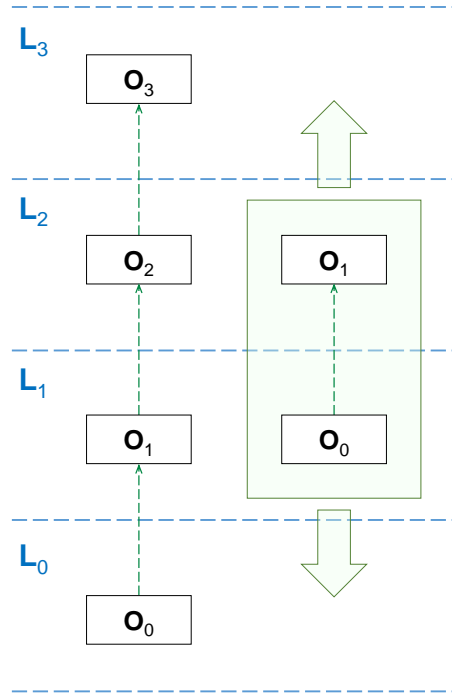 L₃
O₃
L₂
O₂ O₁
L₁
O₁ O₀
L₀
O₀